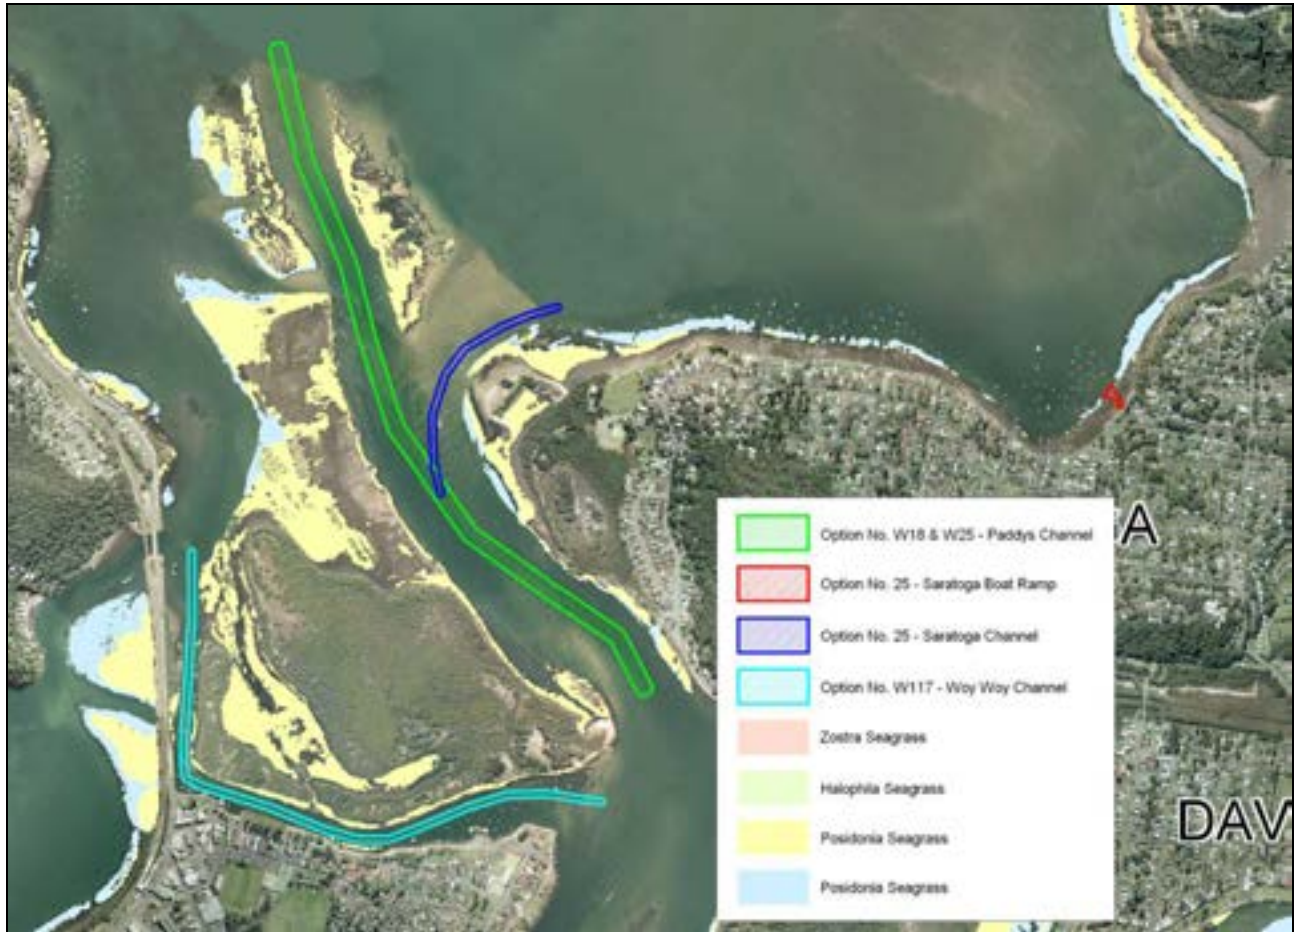 Option No. W18 & W25 - Paddys Channel
A
Option No. 25 - Saratoga Boat Ramp
Option No. 25 - Saratoga Channel
Option No. W117 - Woy Woy Channel
Zostra Seagrass
Halophila Seagrass
Posidonia Seagrass
DAV
Posidonia Seagrass